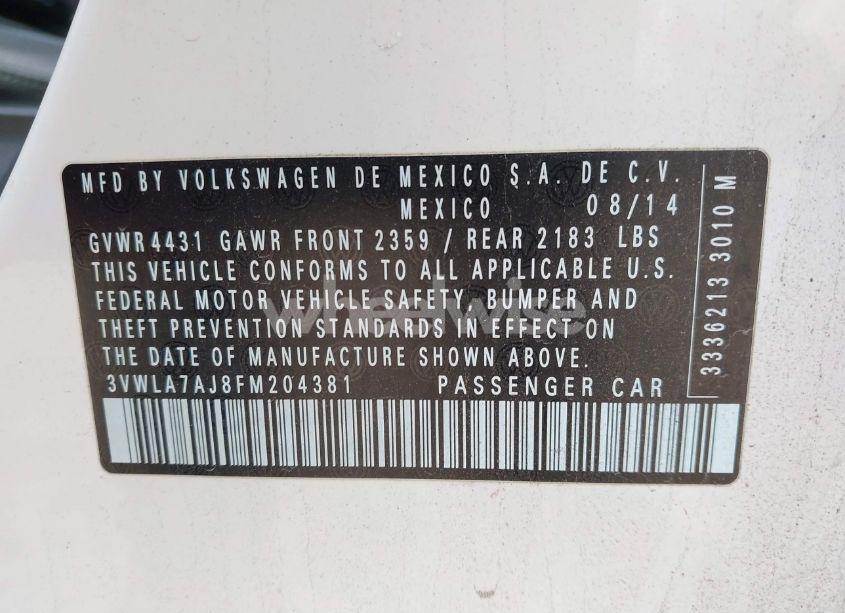 MFD BY VOLKSWAGEN DE MEXICO S.A. DE C.V.
MEXICO 08/14
GVWR 4431 GAWR FRONT 2359 / REAR 2183 LBS
THIS VEHICLE CONFORMS TO ALL APPLICABLE U.S.
FEDERAL MOTOR VEHICLE SAFETY, BUMPER AND
THEFT PREVENTION STANDARDS IN EFFECT ON
THE DATE OF MANUFACTURE SHOWN ABOVE.
3VWLA7AJ8FM204381 PASSENGER CAR
3336213 3010 M
wheelwise